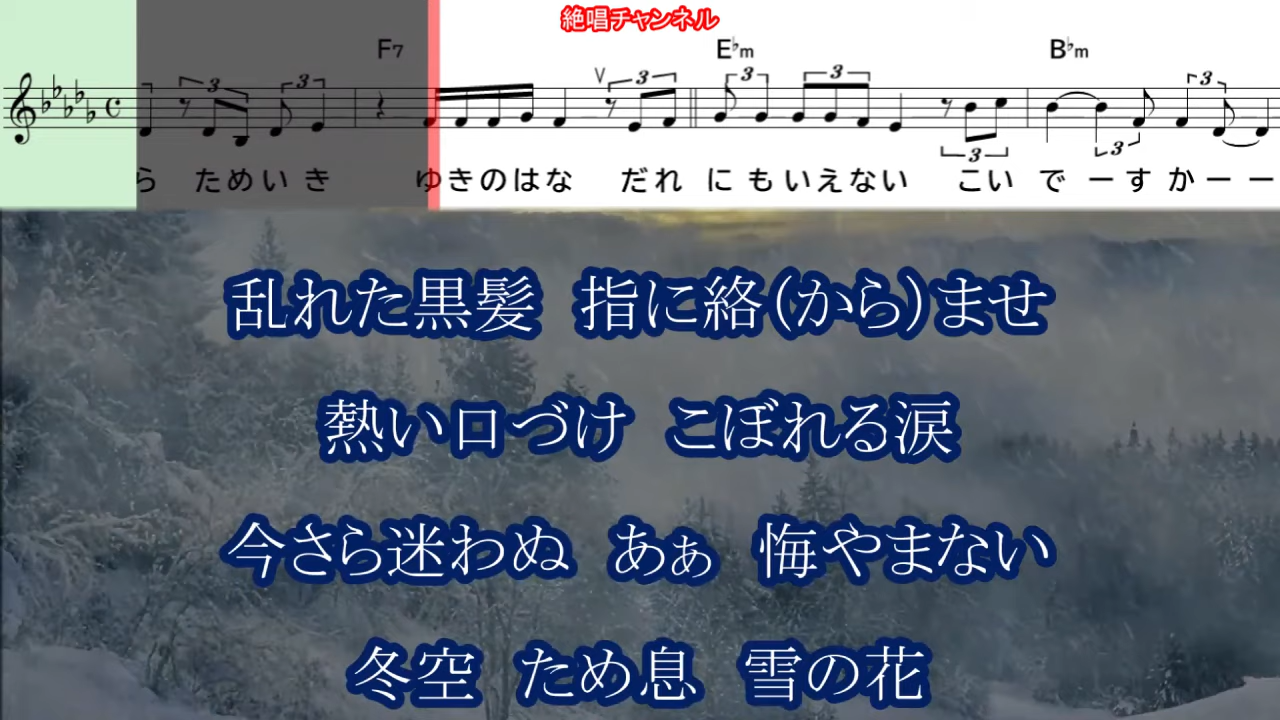 絶唱チャンネル
F7 E♭m B♭m
ら ためいき ゆきのはな だれ にもいえない こい で ーす かーー
乱れた黒髪 指に絡(から)ませ
熱い口づけ こぼれる涙
今さら迷わぬ あぁ 悔やまない
冬空 ため息 雪の花